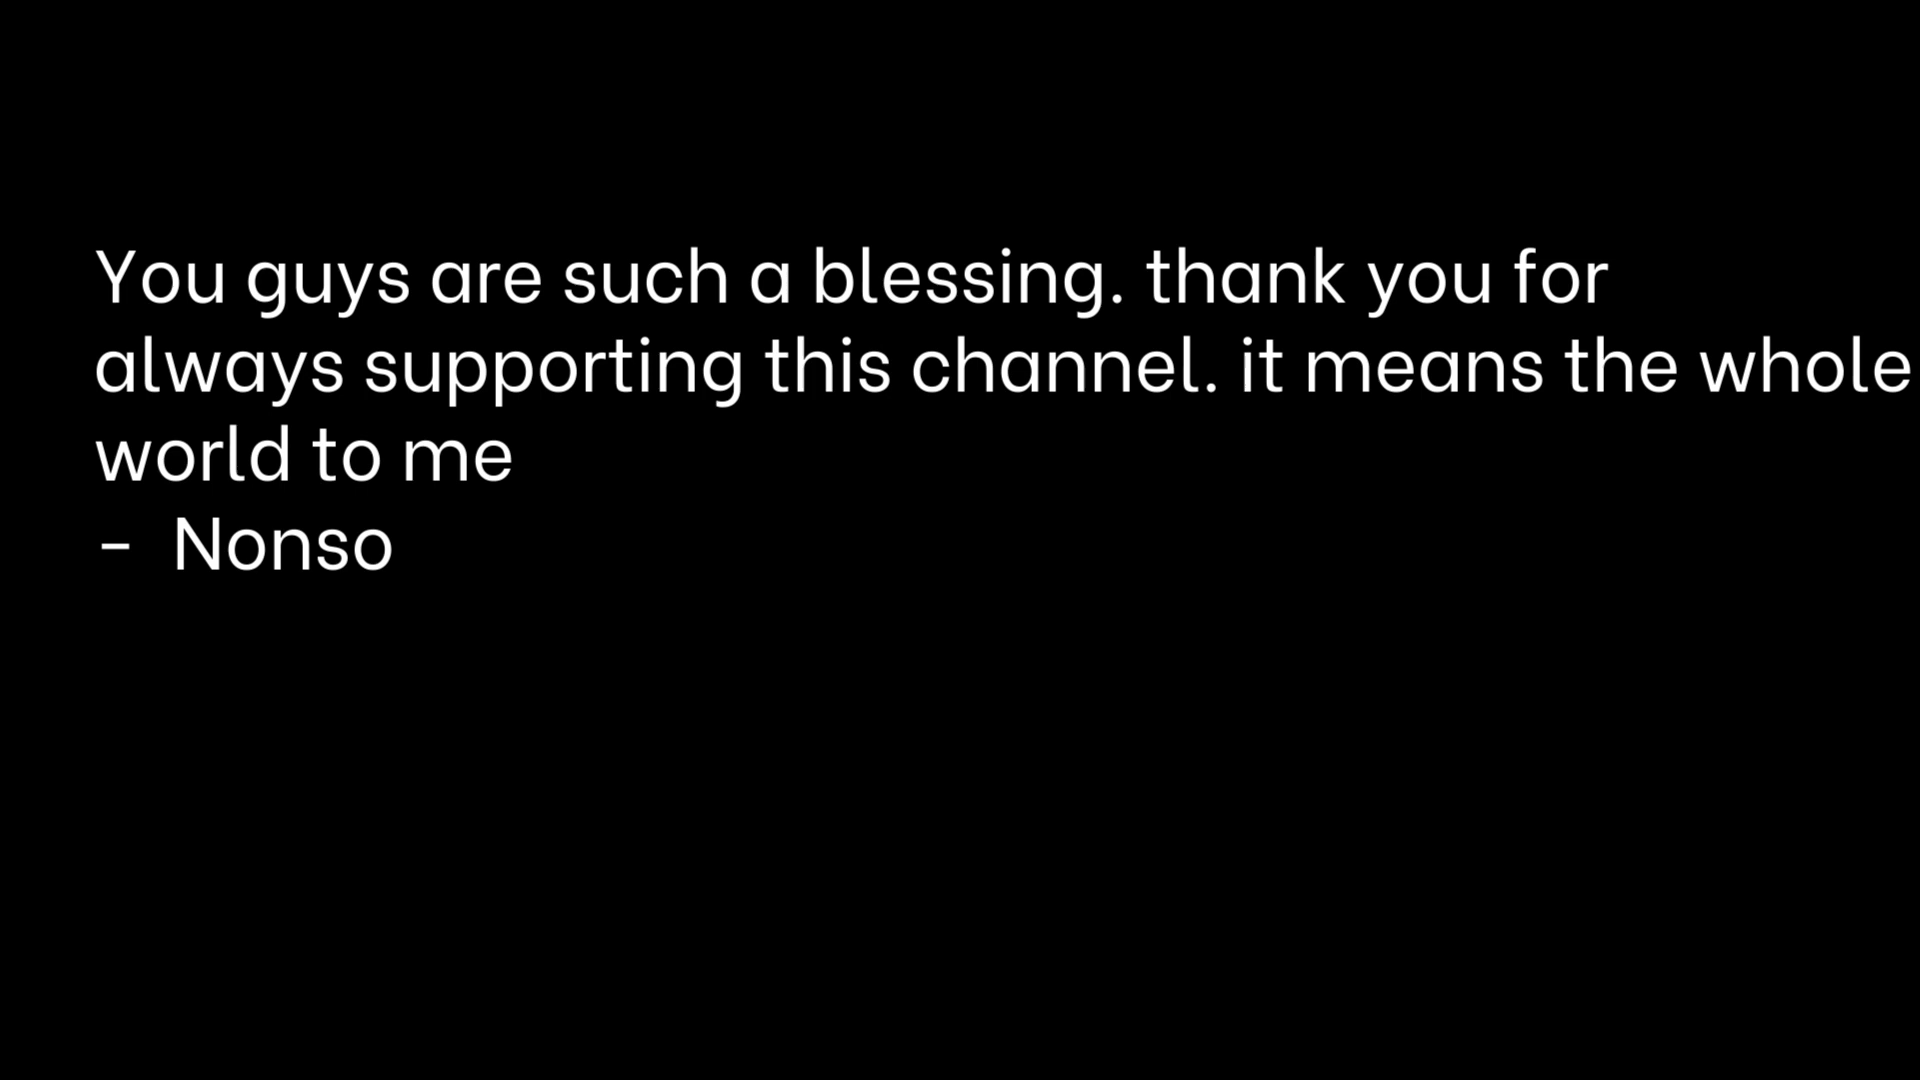 You guys are such a blessing. thank you for
always supporting this channel. it means the whole
world to me
- Nonso